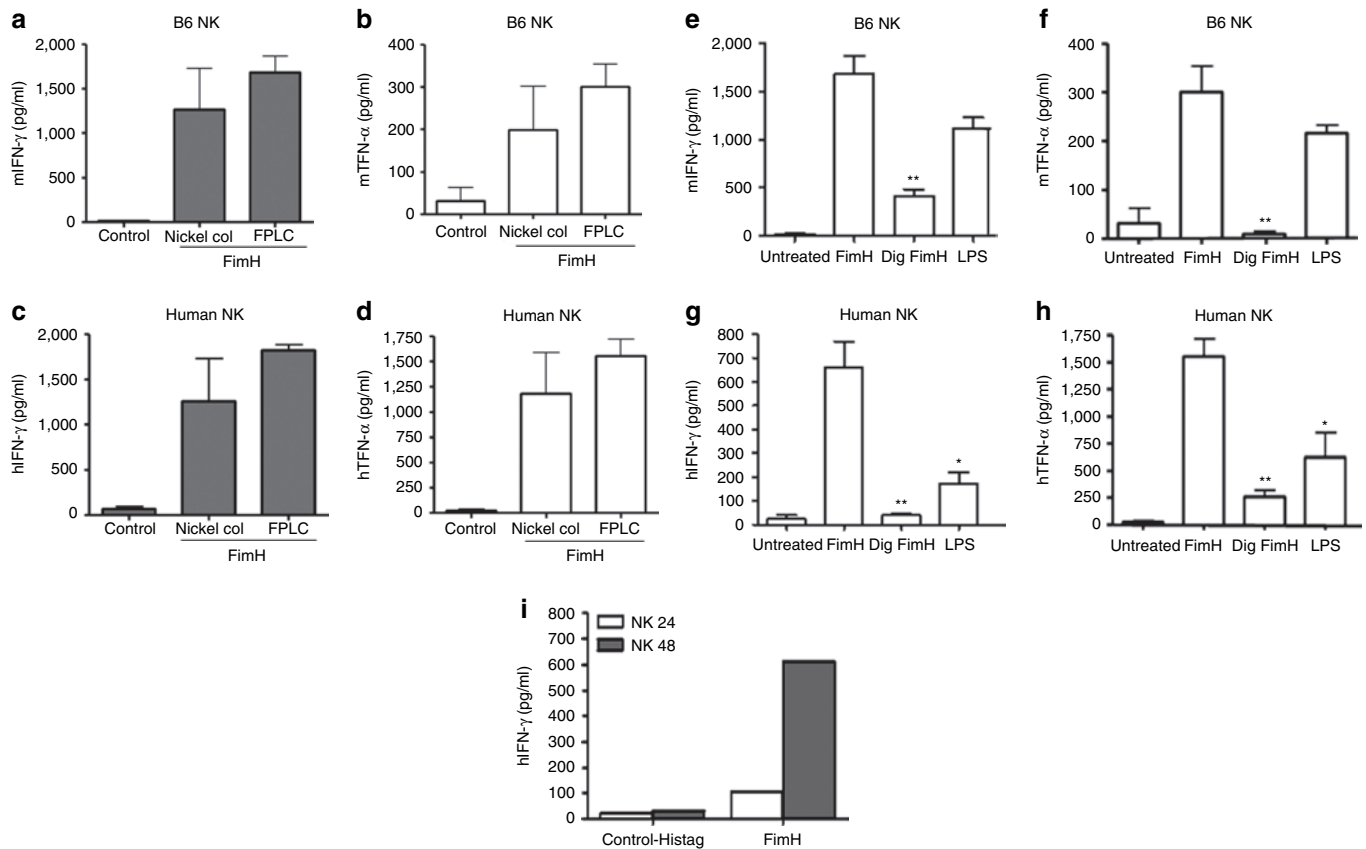 a
B6 NK
mIFN-γ (pg/ml)
2,000
1,500
1,000
500
0
Control
Nickel col
FPLC
FimH
b
B6 NK
mTFN-α (pg/ml)
400
300
200
100
0
Control
Nickel col
FPLC
FimH
e
B6 NK
mIFN-γ (pg/ml)
2,000
1,500
1,000
500
0
**
Untreated
FimH
Dig FimH
LPS
f
B6 NK
mTFN-α (pg/ml)
400
300
200
100
0
**
Untreated
FimH
Dig FimH
LPS
c
Human NK
hIFN-γ (pg/ml)
2,000
1,500
1,000
500
0
Control
Nickel col
FPLC
FimH
d
Human NK
hTFN-α (pg/ml)
1,750
1,500
1,250
1,000
750
500
250
0
Control
Nickel col
FPLC
FimH
g
Human NK
hIFN-γ (pg/ml)
800
700
600
500
400
300
200
100
0
**
*
Untreated
FimH
Dig FimH
LPS
h
Human NK
hTFN-α (pg/ml)
1,750
1,500
1,250
1,000
750
500
250
0
**
*
Untreated
FimH
Dig FimH
LPS
i
hIFN-γ (pg/ml)
800
700
600
500
400
300
200
100
0
NK 24
NK 48
Control-Histag
FimH